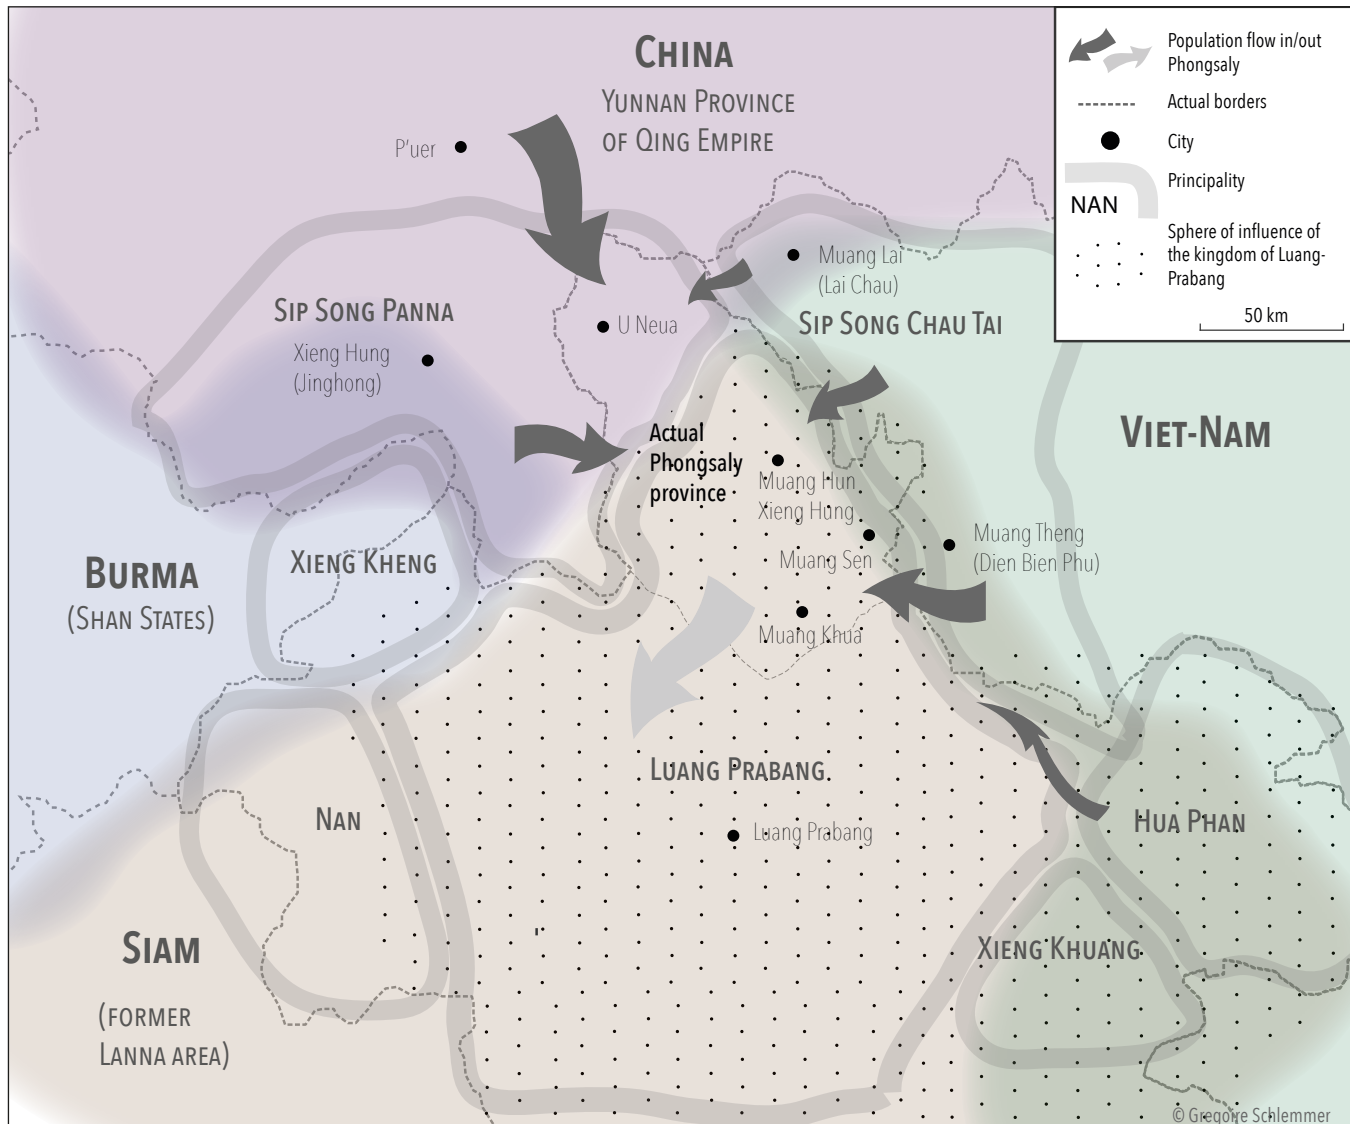 CHINA
YUNNAN PROVINCE
OF QING EMPIRE
P'uer
Population flow in/out
Phongsaly
Actual borders
City
Principality
NAN
Sphere of influence of
the kingdom of Luang-
Prabang
50 km
Muang Lai
(Lai Chau)
SIP SONG PANNA
U Neua
SIP SONG CHAU TAI
Xieng Hung
(Jinghong)
VIET-NAM
Actual
Phongsaly
province
Muang Hun
Xieng Hung
Muang Sen
Muang Theng
(Dien Bien Phu)
BURMA
(SHAN STATES)
XIENG KHENG
Muang Khua
LUANG PRABANG
Luang Prabang
NAN
HUA PHAN
SIAM
(FORMER
LANNA AREA)
XIENG KHUANG
© Gregoire Schlemmer